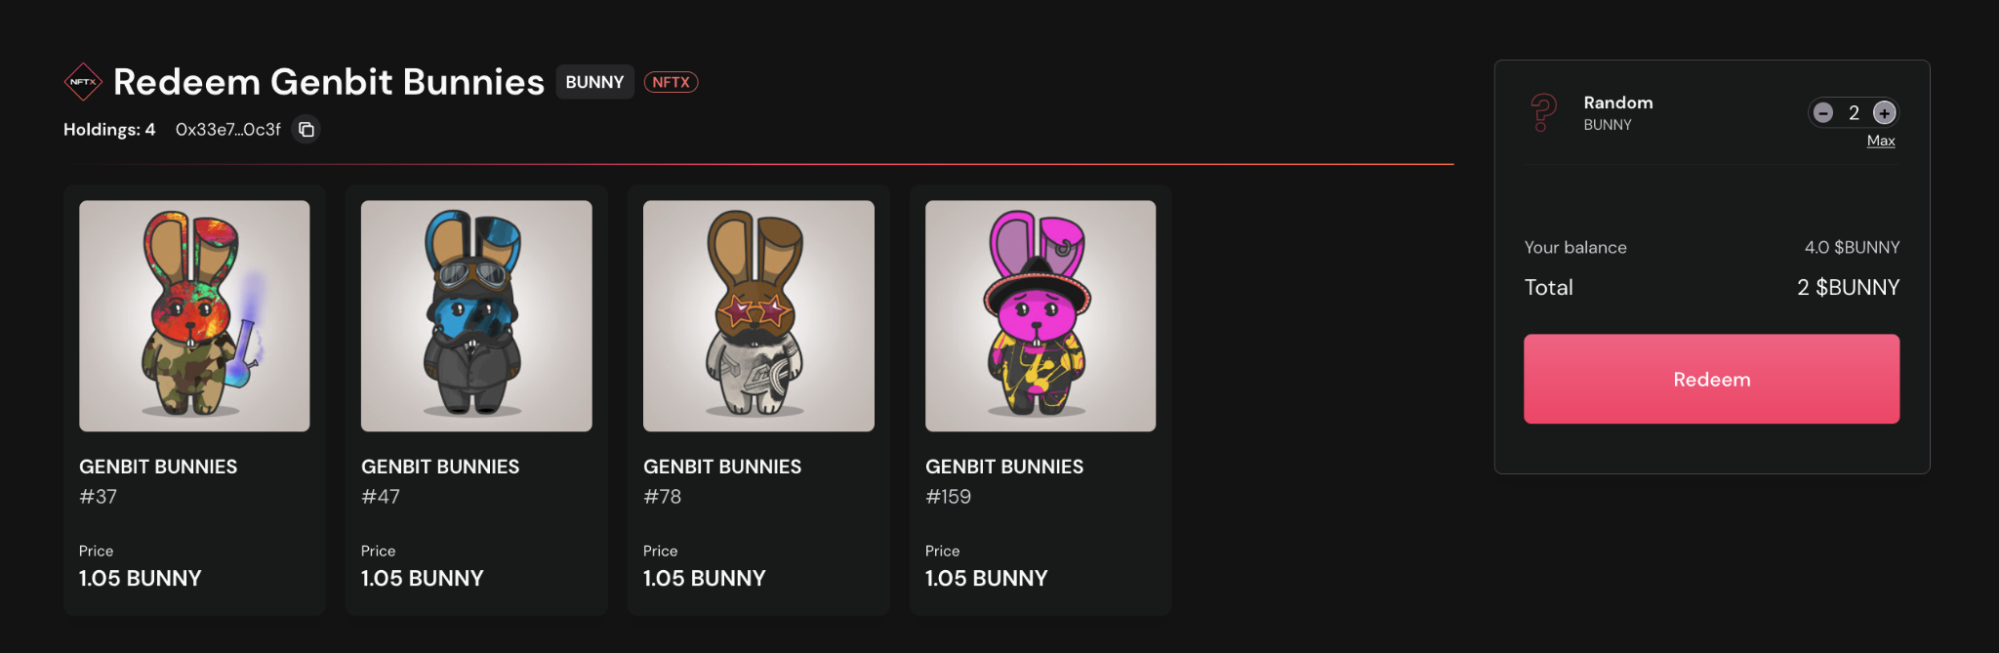 NFTX
Redeem Genbit Bunnies
BUNNY
NFTX
Holdings: 4
0x33e7...0c3f
GENBIT BUNNIES
#37
Price
1.05 BUNNY
GENBIT BUNNIES
#47
Price
1.05 BUNNY
GENBIT BUNNIES
#78
Price
1.05 BUNNY
GENBIT BUNNIES
#159
Price
1.05 BUNNY
?
Random
BUNNY
− 2 +
Max
Your balance 4.0 $BUNNY
Total 2 $BUNNY
Redeem